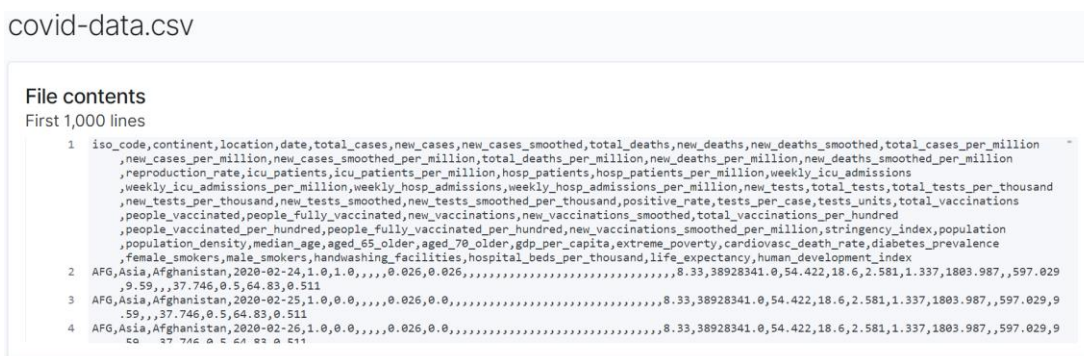 covid-data.csv
File contents
First 1,000 lines
1 iso_code,continent,location,date,total_cases,new_cases,new_cases_smoothed,total_deaths,new_deaths,new_deaths_smoothed,total_cases_per_million
,new_cases_per_million,new_cases_smoothed_per_million,total_deaths_per_million,new_deaths_per_million,new_deaths_smoothed_per_million
,reproduction_rate,icu_patients,icu_patients_per_million,hosp_patients,hosp_patients_per_million,weekly_icu_admissions
,weekly_icu_admissions_per_million,weekly_hosp_admissions,weekly_hosp_admissions_per_million,new_tests,total_tests,total_tests_per_thousand
,new_tests_per_thousand,new_tests_smoothed,new_tests_smoothed_per_thousand,positive_rate,tests_per_case,tests_units,total_vaccinations
,people_vaccinated,people_fully_vaccinated,new_vaccinations,new_vaccinations_smoothed,total_vaccinations_per_hundred
,people_vaccinated_per_hundred,people_fully_vaccinated_per_hundred,new_vaccinations_smoothed_per_million,stringency_index,population
,population_density,median_age,aged_65_older,aged_70_older,gdp_per_capita,extreme_poverty,cardiovasc_death_rate,diabetes_prevalence
,female_smokers,male_smokers,handwashing_facilities,hospital_beds_per_thousand,life_expectancy,human_development_index
2 AFG,Asia,Afghanistan,2020-02-24,1.0,1.0,,,,,0.026,0.026,,,,,,,,,,,,,,,,,,,,,,,,,,,,,,,,8.33,38928341.0,54.422,18.6,2.581,1.337,1803.987,,597.029
,9.59,,,37.746,0.5,64.83,0.511
3 AFG,Asia,Afghanistan,2020-02-25,1.0,0.0,,,,,0.026,0.0,,,,,,,,,,,,,,,,,,,,,,,,,,,,,,,,8.33,38928341.0,54.422,18.6,2.581,1.337,1803.987,,597.029,9
.59,,,37.746,0.5,64.83,0.511
4 AFG,Asia,Afghanistan,2020-02-26,1.0,0.0,,,,,0.026,0.0,,,,,,,,,,,,,,,,,,,,,,,,,,,,,,,,8.33,38928341.0,54.422,18.6,2.581,1.337,1803.987,,597.029,9
.59,,,37.746,0.5,64.83,0.511